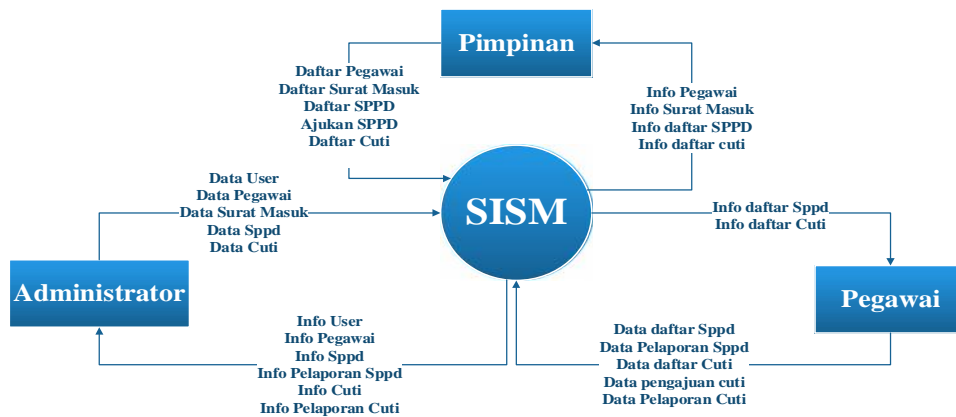 Pimpinan
Daftar Pegawai
Daftar Surat Masuk
Daftar SPPD
Ajukan SPPD
Daftar Cuti
Info Pegawai
Info Surat Masuk
Info daftar SPPD
Info daftar cuti
Data User
Data Pegawai
Data Surat Masuk
Data Sppd
Data Cuti
SISM
Info daftar Sppd
Info daftar Cuti
Administrator
Pegawai
Info User
Info Pegawai
Info Sppd
Info Pelaporan Sppd
Info Cuti
Info Pelaporan Cuti
Data daftar Sppd
Data Pelaporan Sppd
Data daftar Cuti
Data pengajuan cuti
Data Pelaporan Cuti